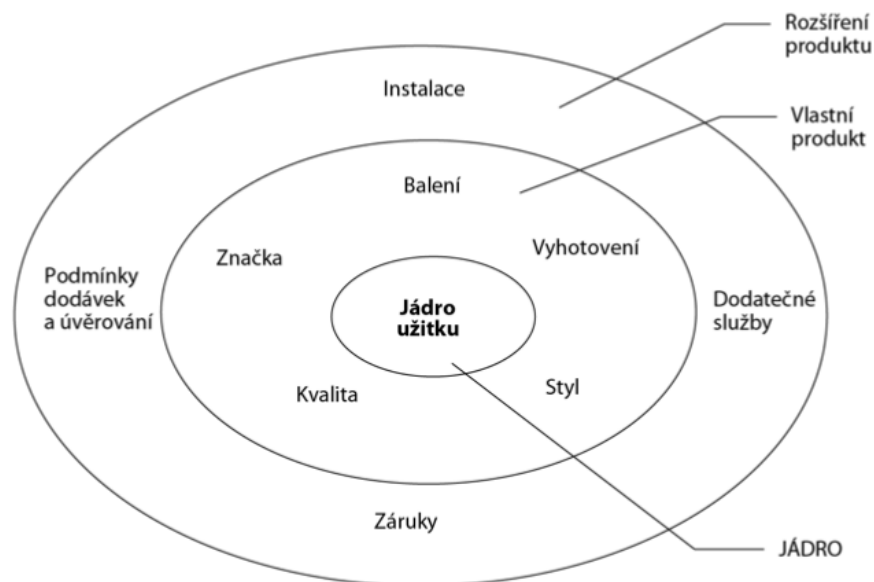 Rozšíření
produktu
Instalace
Vlastní
produkt
Balení
Značka
Vyhotovení
Podmínky
dodávek
a úvěrování
Jádro
užitku
Dodatečné
služby
Kvalita
Styl
Záruky
JÁDRO